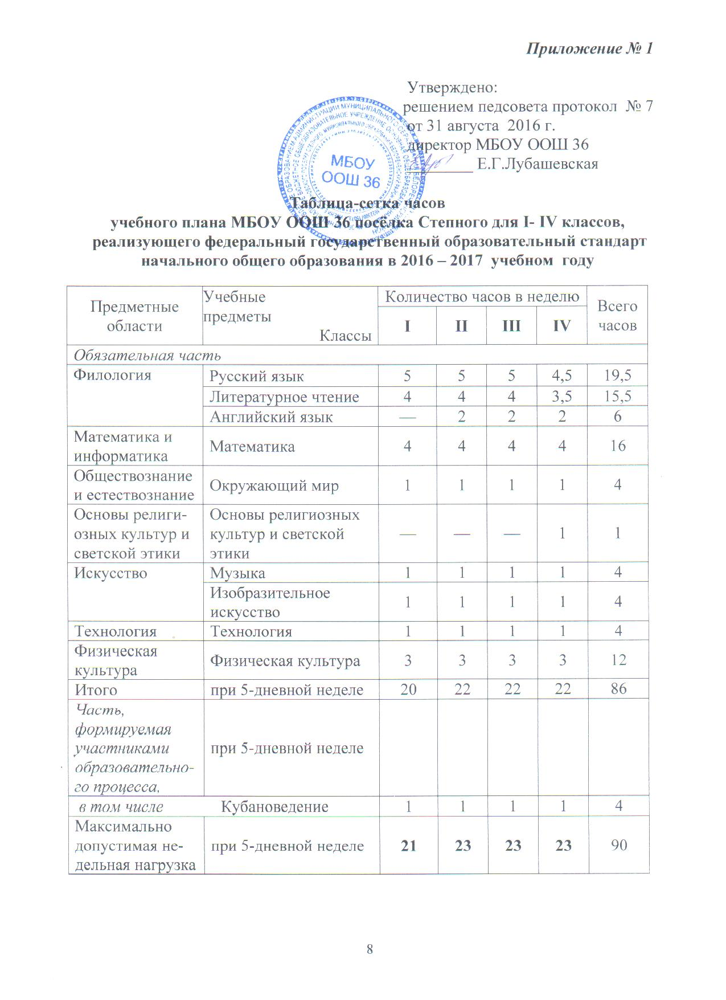 Приложение № 1
Утверждено:
решением педсовета протокол № 7
от 31 августа 2016 г.
директор МБОУ ООШ 36
________ Е.Г.Лубашевская
МБОУ
ООШ 36
Таблица-сетка часов
учебного плана МБОУ ООШ 36 посёлка Степного для I- IV классов,
реализующего федеральный государственный образовательный стандарт
начального общего образования в 2016 – 2017 учебном году
Предметные области Учебные предметы Классы Количество часов в неделю Всего часов
I II III IV
Обязательная часть
Филология Русский язык 5 5 5 4,5 19,5
Литературное чтение 4 4 4 3,5 15,5
Английский язык — 2 2 2 6
Математика и
информатика Математика 4 4 4 4 16
Обществознание
и естествознание Окружающий мир 1 1 1 1 4
Основы религи-
озных культур и
светской этики
Основы религиозных
культур и светской
этики
— — — 1 1
Искусство Музыка 1 1 1 1 4
Изобразительное
искусство 1 1 1 1 4
Технология Технология 1 1 1 1 4
Физическая
культура Физическая культура 3 3 3 3 12
Итого при 5-дневной неделе 20 22 22 22 86
Часть,
формируемая
участниками
образовательно-
го процесса,
при 5-дневной неделе
в том числе Кубановедение 1 1 1 1 4
Максимально
допустимая не-
дельная нагрузка
при 5-дневной неделе 21 23 23 23 90
8